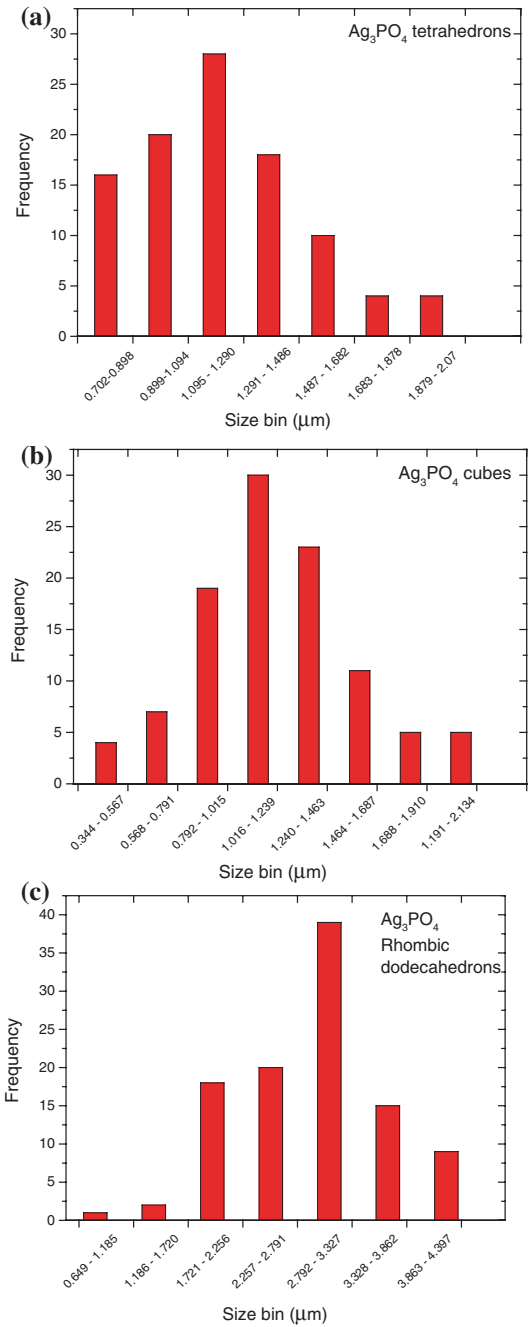 (a)
Ag₃PO₄ tetrahedrons
30
25
20
15
10
5
0
Frequency
0.702-0.898
0.899-1.094
1.095 - 1.290
1.291 - 1.486
1.487 - 1.682
1.683 - 1.878
1.879 - 2.07
Size bin (μm)
(b)
Ag₃PO₄ cubes
30
25
20
15
10
5
0
Frequency
0.344 - 0.567
0.568 - 0.791
0.792 - 1.015
1.016 - 1.239
1.240 - 1.463
1.464 - 1.687
1.688 - 1.910
1.191 - 2.134
Size bin (μm)
(c)
Ag₃PO₄
Rhombic
dodecahedrons
40
35
30
25
20
15
10
5
0
Frequency
0.649 - 1.185
1.186 - 1.720
1.721 - 2.256
2.257 - 2.791
2.792 - 3.327
3.328 - 3.862
3.863 - 4.397
Size bin (μm)